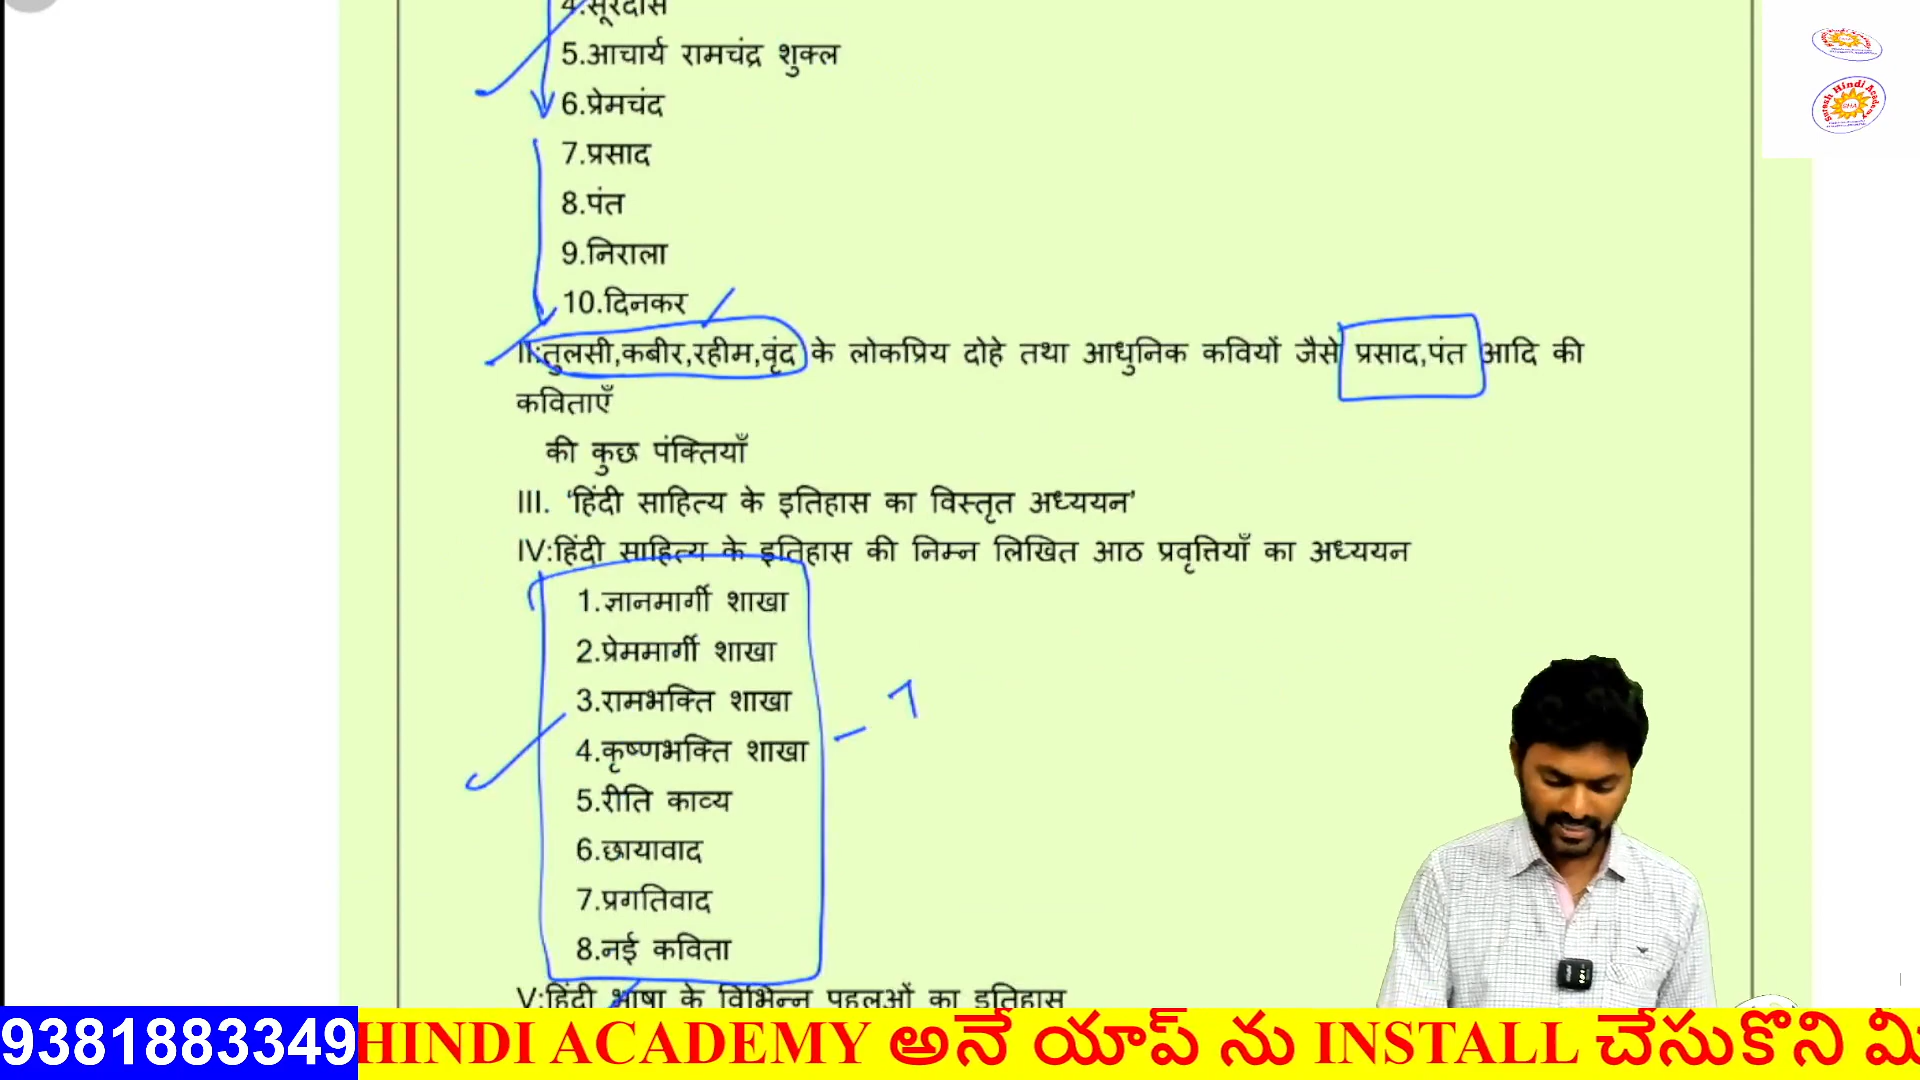 4.सूरदास
5.आचार्य रामचंद्र शुक्ल
6.प्रेमचंद
7.प्रसाद
8.पंत
9.निराला
10.दिनकर
II:तुलसी,कबीर,रहीम,वृंद के लोकप्रिय दोहे तथा आधुनिक कवियों जैसे प्रसाद,पंत आदि की
कविताएँ
की कुछ पंक्तियाँ
III. 'हिंदी साहित्य के इतिहास का विस्तृत अध्ययन'
IV:हिंदी साहित्य के इतिहास की निम्न लिखित आठ प्रवृत्तियाँ का अध्ययन
1.ज्ञानमार्गी शाखा
2.प्रेममार्गी शाखा
3.रामभक्ति शाखा
4.कृष्णभक्ति शाखा
5.रीति काव्य
6.छायावाद
7.प्रगतिवाद
8.नई कविता
V:हिंदी भाषा के विभिन्न पहलुओं का इतिहास
9381883349
HINDI ACADEMY అనే యాప్ ను INSTALL చేసుకొని